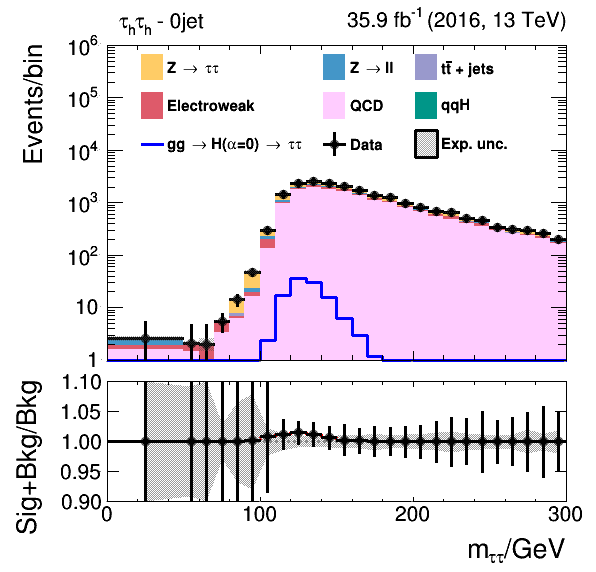 τhτh - 0jet 35.9 fb⁻¹ (2016, 13 TeV)
Events/bin
10⁶
10⁵
10⁴
10³
10²
10
1
Z → ττ Z → ll tt̄ + jets
Electroweak QCD qqH
gg → H(α=0) → ττ Data Exp. unc.
Sig+Bkg/Bkg
1.10
1.05
1.00
0.95
0.90
0 100 200 300
mττ/GeV